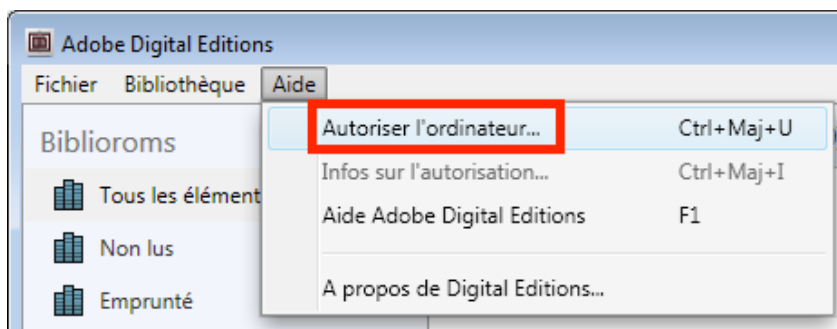 Adobe Digital Editions
Fichier Bibliothèque Aide
Biblioroms
Tous les élément
Non lus
Emprunté
Autoriser l'ordinateur... Ctrl+Maj+U
Infos sur l'autorisation... Ctrl+Maj+I
Aide Adobe Digital Editions F1
A propos de Digital Editions...